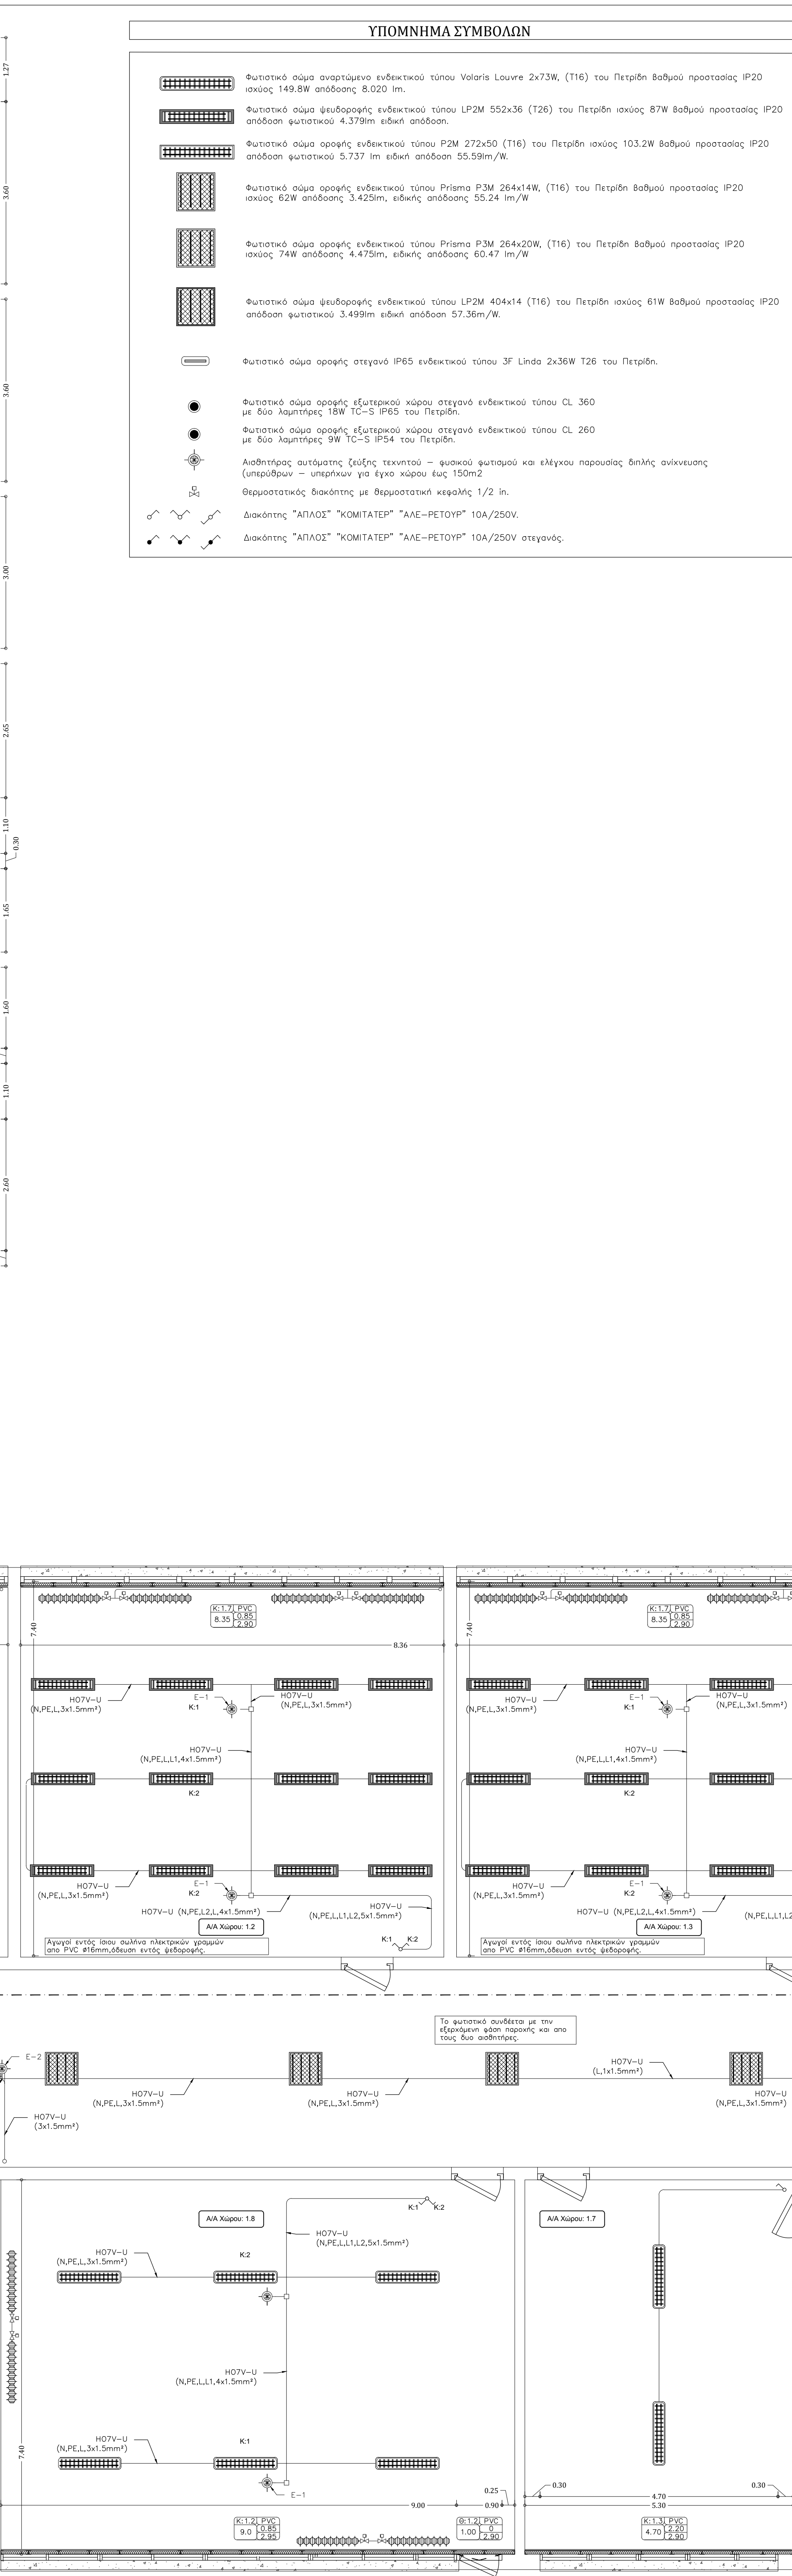 ΥΠΟΜΝΗΜΑ ΣΥΜΒΟΛΩΝ
Φωτιστικό σώμα αναρτώμενο ενδεικτικού τύπου Volaris Louvre 2x73W, (T16) του Πετρίδη Βαθμού προστασίας IP20
ισχύος 149.8W απόδοσης 8.020 lm.
Φωτιστικό σώμα ψευδοροφής ενδεικτικού τύπου LP2M 552x36 (T26) του Πετρίδη ισχύος 87W Βαθμού προστασίας IP20
απόδοση φωτιστικού 4.379lm ειδική απόδοση.
Φωτιστικό σώμα οροφής ενδεικτικού τύπου P2M 272x50 (T16) του Πετρίδη ισχύος 103.2W Βαθμού προστασίας IP20
απόδοση φωτιστικού 5.737 lm ειδική απόδοση 55.59lm/W.
Φωτιστικό σώμα οροφής ενδεικτικού τύπου Prisma P3M 264x14W, (T16) του Πετρίδη Βαθμού προστασίας IP20
ισχύος 62W απόδοσης 3.425lm, ειδικής απόδοσης 55.24 lm/W
Φωτιστικό σώμα οροφής ενδεικτικού τύπου Prisma P3M 264x20W, (T16) του Πετρίδη Βαθμού προστασίας IP20
ισχύος 74W απόδοσης 4.475lm, ειδικής απόδοσης 60.47 lm/W
Φωτιστικό σώμα ψευδοροφής ενδεικτικού τύπου LP2M 404x14 (T16) του Πετρίδη ισχύος 61W Βαθμού προστασίας IP20
απόδοση φωτιστικού 3.499lm ειδική απόδοση 57.36m/W.
Φωτιστικό σώμα οροφής στεγανό IP65 ενδεικτικού τύπου 3F Linda 2x36W T26 του Πετρίδη.
Φωτιστικό σώμα οροφής εξωτερικού χώρου στεγανό ενδεικτικού τύπου CL 360
με δύο λαμπτήρες 18W TC-S IP65 του Πετρίδη.
Φωτιστικό σώμα οροφής εξωτερικού χώρου στεγανό ενδεικτικού τύπου CL 260
με δύο λαμπτήρες 9W TC-S IP54 του Πετρίδη.
Αισθητήρας αυτόματης ζεύξης τεχνητού – φυσικού φωτισμού και ελέγχου παρουσίας διπλής ανίχνευσης
(υπερύθρων – υπερήχων για έγχο χώρου έως 150m2
Θερμοστατικός διακόπτης με θερμοστατική κεφαλής 1/2 in.
Διακόπτης "ΑΠΛΟΣ" "ΚΟΜΙΤΑΤΕΡ" "ΑΛΕ-ΡΕΤΟΥΡ" 10A/250V.
Διακόπτης "ΑΠΛΟΣ" "ΚΟΜΙΤΑΤΕΡ" "ΑΛΕ-ΡΕΤΟΥΡ" 10A/250V στεγανός.
1.27
3.60
3.60
3.00
2.65
1.10
0.30
1.65
1.60
1.10
2.60
K:1.7 PVC
8.35 0.85
2.90
K:1.7 PVC
8.35 0.85
2.90
7.40
8.36
7.40
H07V-U
(N,PE,L,3x1.5mm²)
E-1
K:1
H07V-U
(N,PE,L,3x1.5mm²)
H07V-U
(N,PE,L,3x1.5mm²)
E-1
K:1
H07V-U
(N,PE,L,3x1.5mm²)
H07V-U
(N,PE,L,L1,4x1.5mm²)
H07V-U
(N,PE,L,L1,4x1.5mm²)
K:2
K:2
H07V-U
(N,PE,L,3x1.5mm²)
E-1
K:2
H07V-U (N,PE,L2,L,4x1.5mm²)
H07V-U
(N,PE,L,L1,L2,5x1.5mm²)
H07V-U
(N,PE,L,3x1.5mm²)
E-1
K:2
H07V-U (N,PE,L2,L,4x1.5mm²)
(N,PE,L,L1,L2
Α/Α Χώρου: 1.2
Α/Α Χώρου: 1.3
K:1 K:2
Αγωγοί εντός ίσιου σωλήνα ηλεκτρικών γραμμών
απο PVC Ø16mm,όδευση εντός ψεδοροφής.
Αγωγοί εντός ίσιου σωλήνα ηλεκτρικών γραμμών
απο PVC Ø16mm,όδευση εντός ψεδοροφής.
Το φωτιστικό συνδέεται με την
εξερχόμενη φάση παροχής και απο
τους δυο αισθητήρες.
E-2
H07V-U
(N,PE,L,3x1.5mm²)
H07V-U
(N,PE,L,3x1.5mm²)
H07V-U
(L,1x1.5mm²)
H07V-U
(N,PE,L,3x1.5mm²)
H07V-U
(3x1.5mm²)
K:1 K:2
Α/Α Χώρου: 1.8
Α/Α Χώρου: 1.7
H07V-U
(N,PE,L,L1,L2,5x1.5mm²)
H07V-U
(N,PE,L,3x1.5mm²)
K:2
H07V-U
(N,PE,L,L1,4x1.5mm²)
H07V-U
(N,PE,L,3x1.5mm²)
K:1
E-1
7.40
9.00
0.90
0.25
0.30
4.70
0.30
5.30
K:1.2 PVC
9.0 0.85
2.95
Θ:1.2 PVC
1.00 0
2.90
K:1.3 PVC
4.70 2.20
2.90